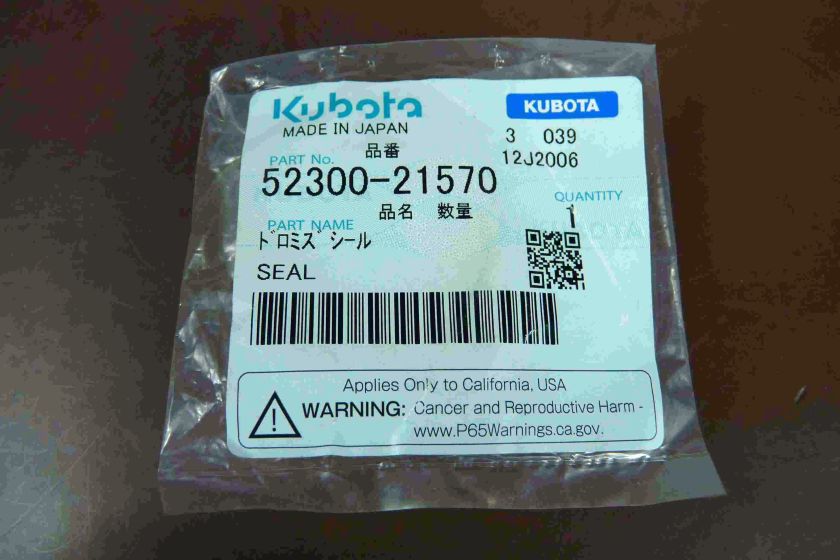 Kubota
KUBOTA
MADE IN JAPAN
3 039
品番
12J2006
PART No.
52300-21570
QUANTITY
品名 数量
1
PART NAME
ドロミズ シール
SEAL
Applies Only to California, USA
WARNING: Cancer and Reproductive Harm -
www.P65Warnings.ca.gov.